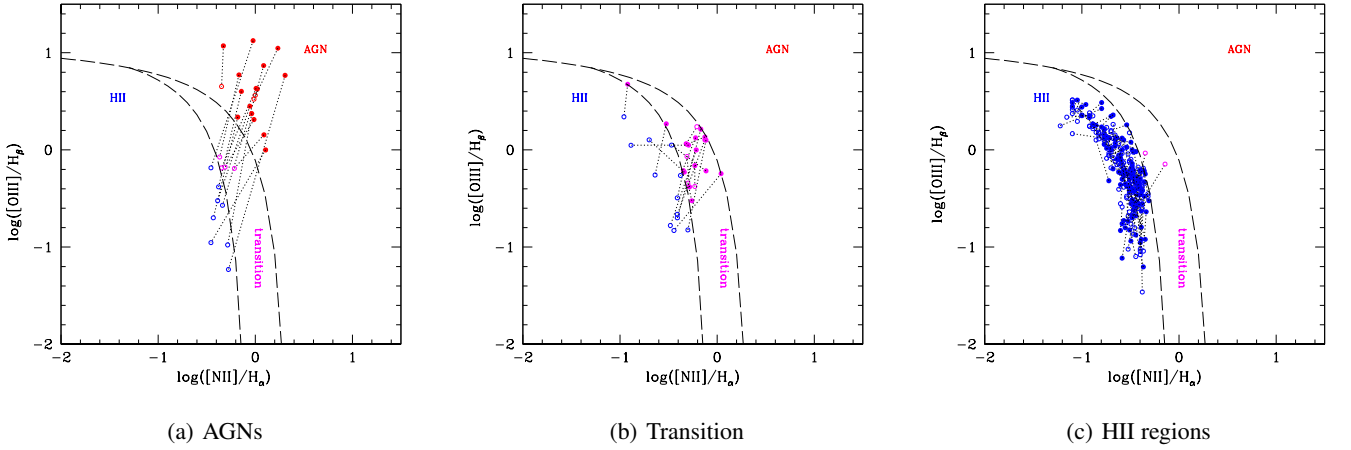 1
0
−1
−2
−2
−1
0
1
log([OIII]/Hβ)
log([NII]/Hα)
AGN
HII
transition
(a) AGNs
1
0
−1
−2
−2
−1
0
1
log([OIII]/Hβ)
log([NII]/Hα)
AGN
HII
transition
(b) Transition
1
0
−1
−2
−2
−1
0
1
log([OIII]/Hβ)
log([NII]/Hα)
AGN
HII
transition
(c) HII regions